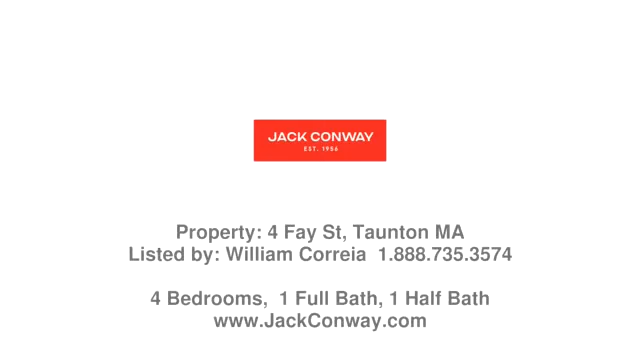 JACK CONWAY
EST. 1956
Property: 4 Fay St, Taunton MA
Listed by: William Correia  1.888.735.3574
4 Bedrooms,  1 Full Bath, 1 Half Bath
www.JackConway.com